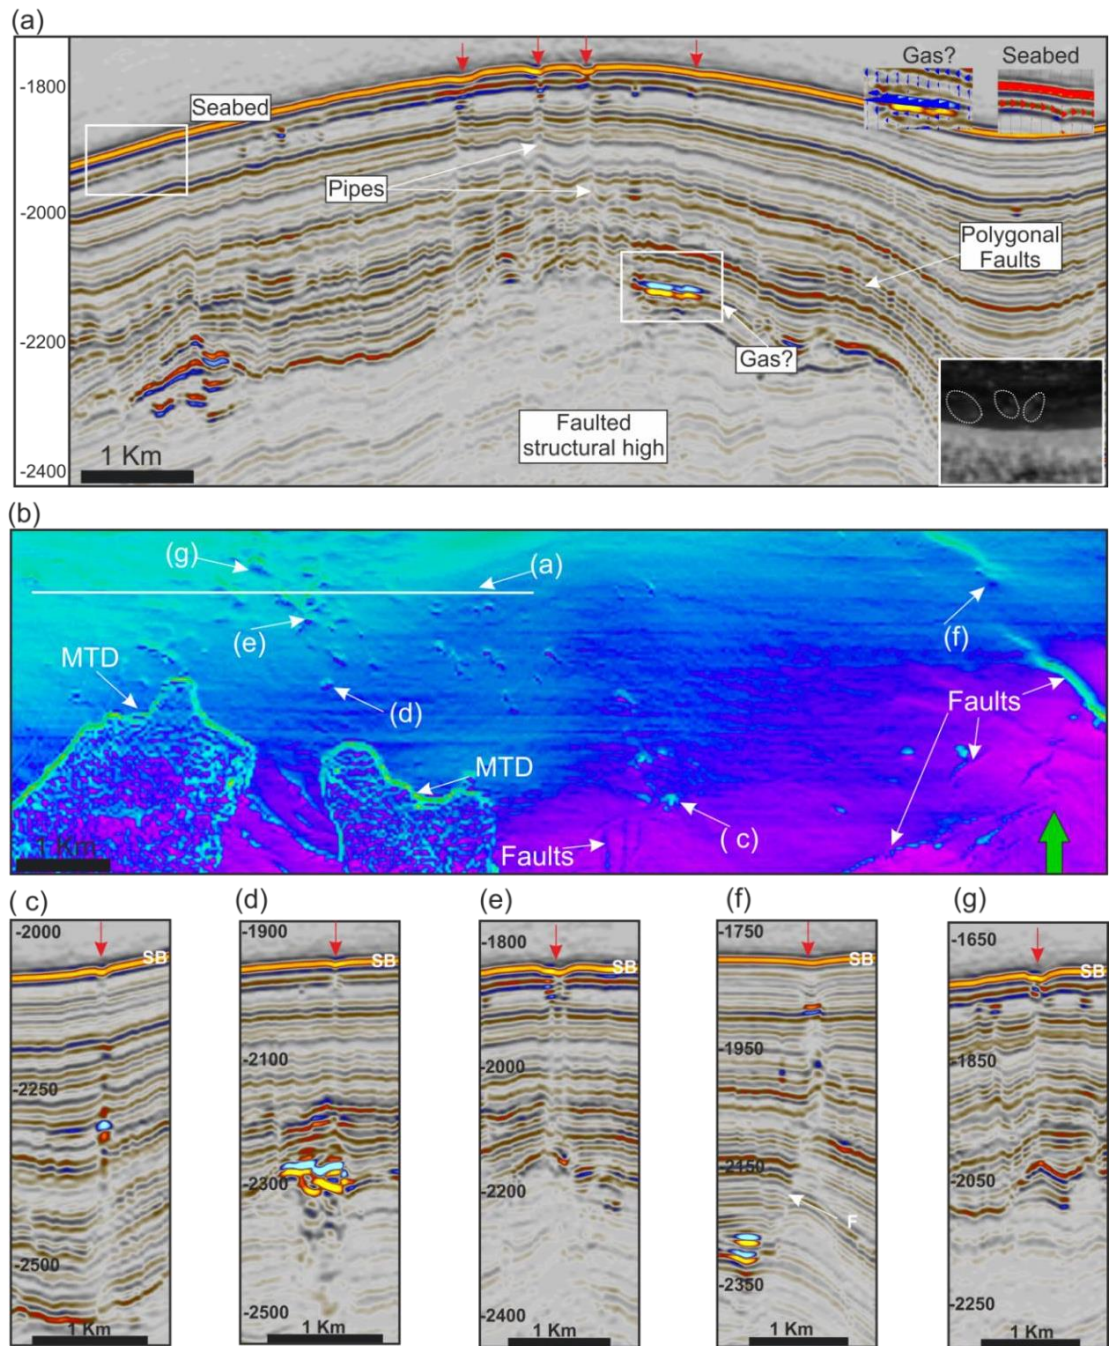 (a)
Gas? Seabed
-1800
Seabed
Pipes
-2000
Polygonal
Faults
-2200
Gas?
Faulted
structural high
1 Km
-2400
(b)
(g)
(a)
(e)
(f)
MTD
(d)
Faults
MTD
( c)
1 Km
Faults
( c)
(d)
(e)
(f)
(g)
-2000
SB
-2250
-2500
1 Km
-1900
SB
-2100
-2300
-2500
1 Km
-1800
SB
-2000
-2200
-2400
1 Km
-1750
SB
-1950
-2150
F
-2350
1 Km
-1650
SB
-1850
-2050
-2250
1 Km